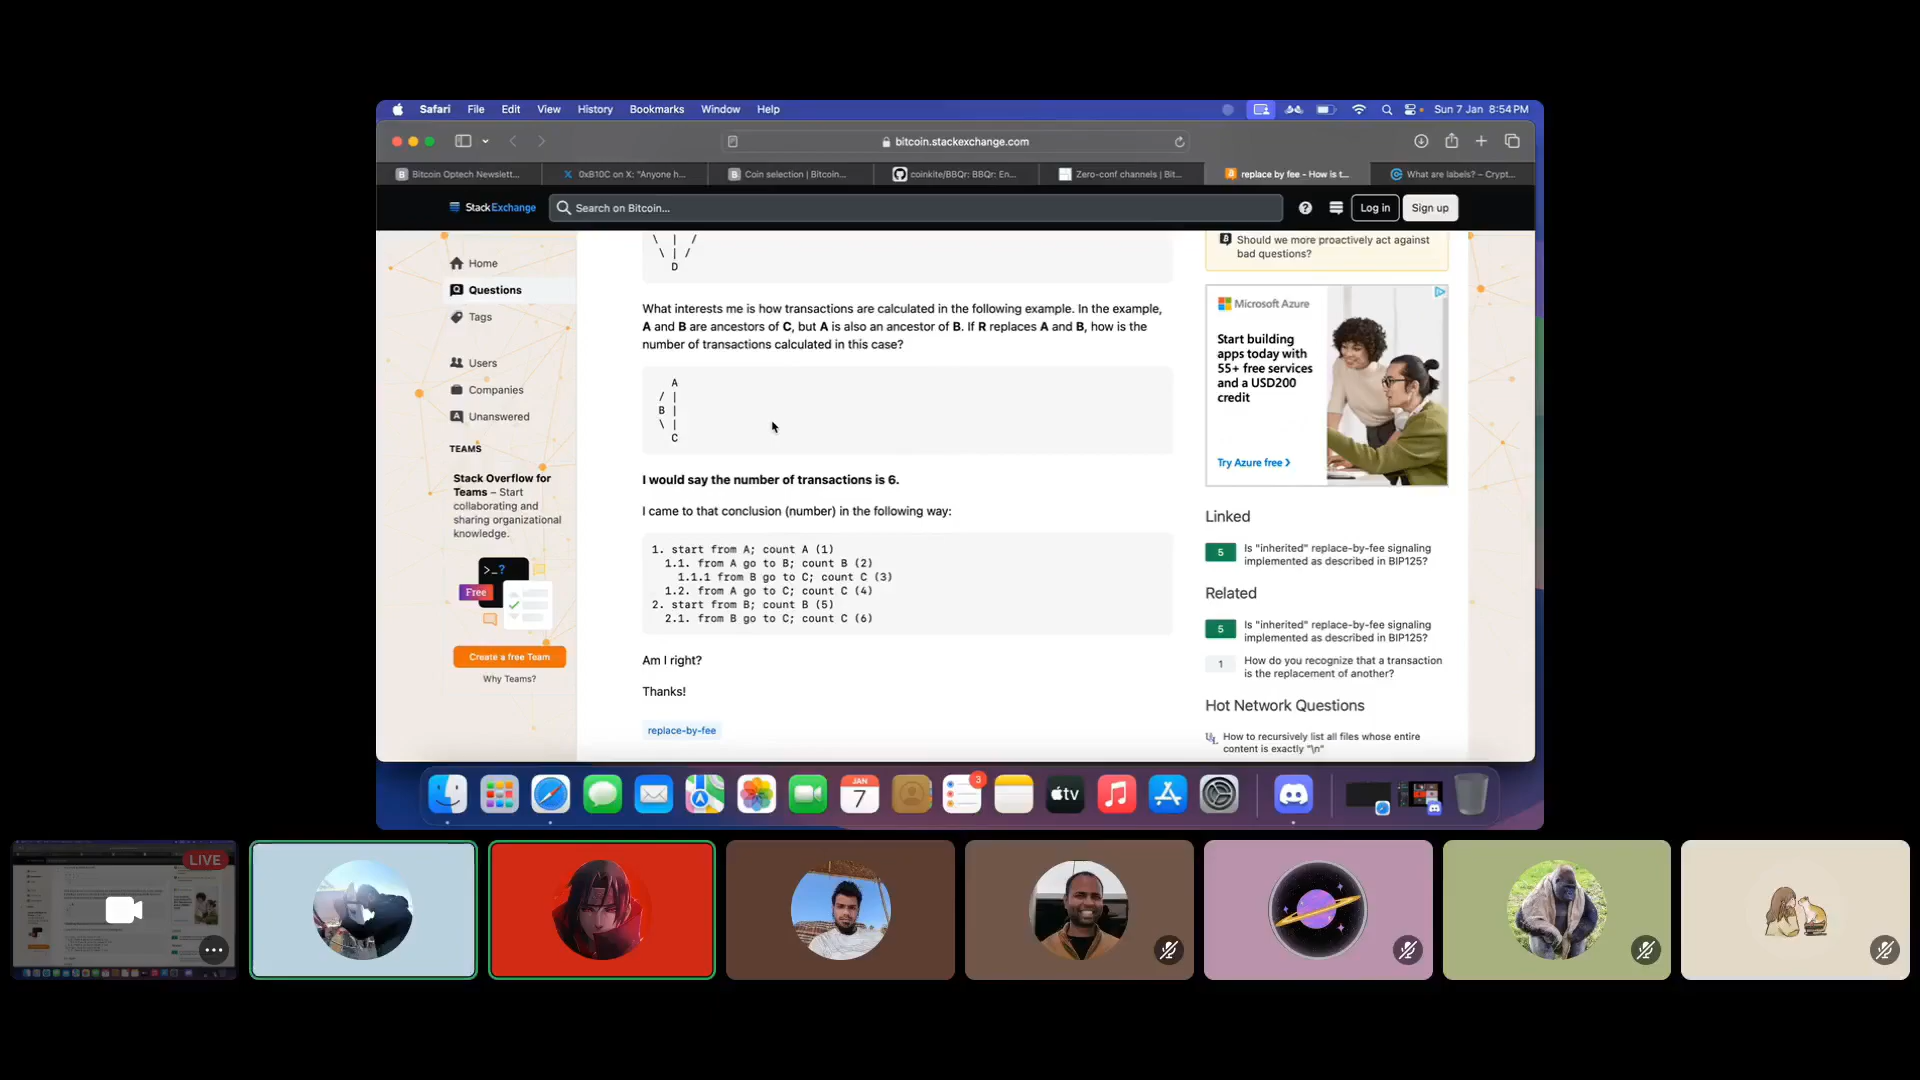 Safari File Edit View History Bookmarks Window Help
Sun 7 Jan 8:54 PM
bitcoin.stackexchange.com
Bitcoin Optech Newslett...
0xB10C on X: "Anyone h...
Coin selection | Bitcoin...
coinkite/BBQr: BBQr: En...
Zero-conf channels | Bit...
replace by fee - How is t...
What are labels? – Crypt...
StackExchange
Search on Bitcoin...
Log in
Sign up
Home
Questions
Tags
Users
Companies
Unanswered
TEAMS
Stack Overflow for
Teams – Start
collaborating and
sharing organizational
knowledge.
>_?
Free
Create a free Team
Why Teams?
\ | /
\ | /
D
What interests me is how transactions are calculated in the following example. In the example,
A and B are ancestors of C, but A is also an ancestor of B. If R replaces A and B, how is the
number of transactions calculated in this case?
A
/ |
B |
\ |
C
I would say the number of transactions is 6.
I came to that conclusion (number) in the following way:
1. start from A; count A (1)
1.1. from A go to B; count B (2)
1.1.1 from B go to C; count C (3)
1.2. from A go to C; count C (4)
2. start from B; count B (5)
2.1. from B go to C; count C (6)
Am I right?
Thanks!
replace-by-fee
Should we more proactively act against
bad questions?
Microsoft Azure
Start building
apps today with
55+ free services
and a USD200
credit
Try Azure free >
Linked
5 Is "inherited" replace-by-fee signaling
implemented as described in BIP125?
Related
5 Is "inherited" replace-by-fee signaling
implemented as described in BIP125?
1 How do you recognize that a transaction
is the replacement of another?
Hot Network Questions
How to recursively list all files whose entire
content is exactly "\n"
JAN
7
3
tv
LIVE